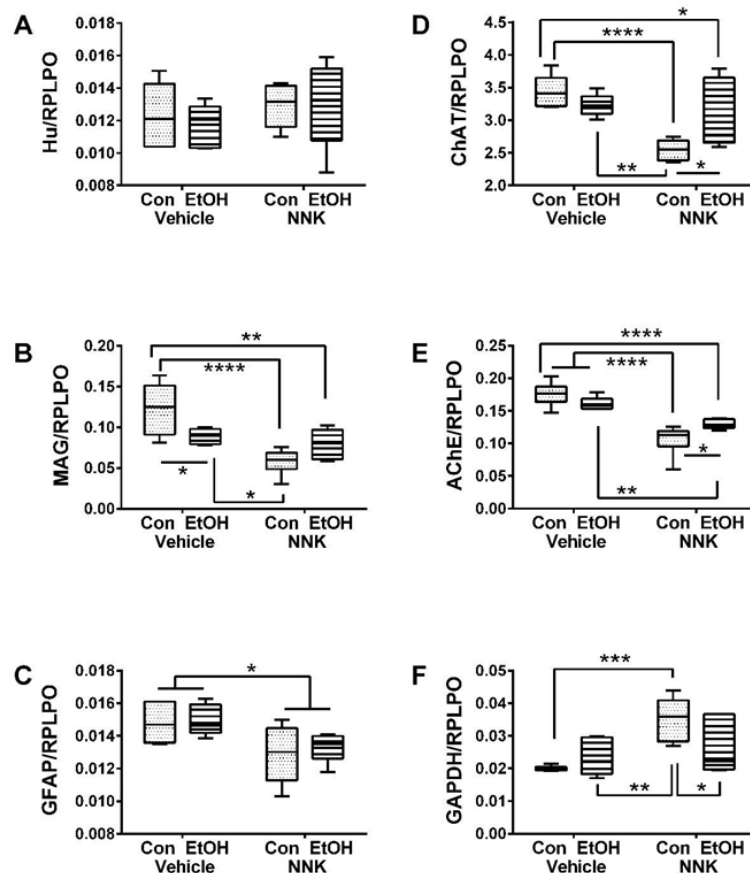 A
Hu/RPLPO
0.018
0.016
0.014
0.012
0.010
0.008
Con EtOH Con EtOH
Vehicle NNK
B
MAG/RPLPO
0.20
0.15
0.10
0.05
0.00
**
****
*
*
Con EtOH Con EtOH
Vehicle NNK
C
GFAP/RPLPO
0.018
0.016
0.014
0.012
0.010
0.008
*
Con EtOH Con EtOH
Vehicle NNK
D
ChAT/RPLPO
4.5
4.0
3.5
3.0
2.5
2.0
*
****
**
*
Con EtOH Con EtOH
Vehicle NNK
E
AChE/RPLPO
0.25
0.20
0.15
0.10
0.05
0.00
****
****
*
**
Con EtOH Con EtOH
Vehicle NNK
F
GAPDH/RPLPO
0.05
0.04
0.03
0.02
0.01
0.00
***
**
*
Con EtOH Con EtOH
Vehicle NNK